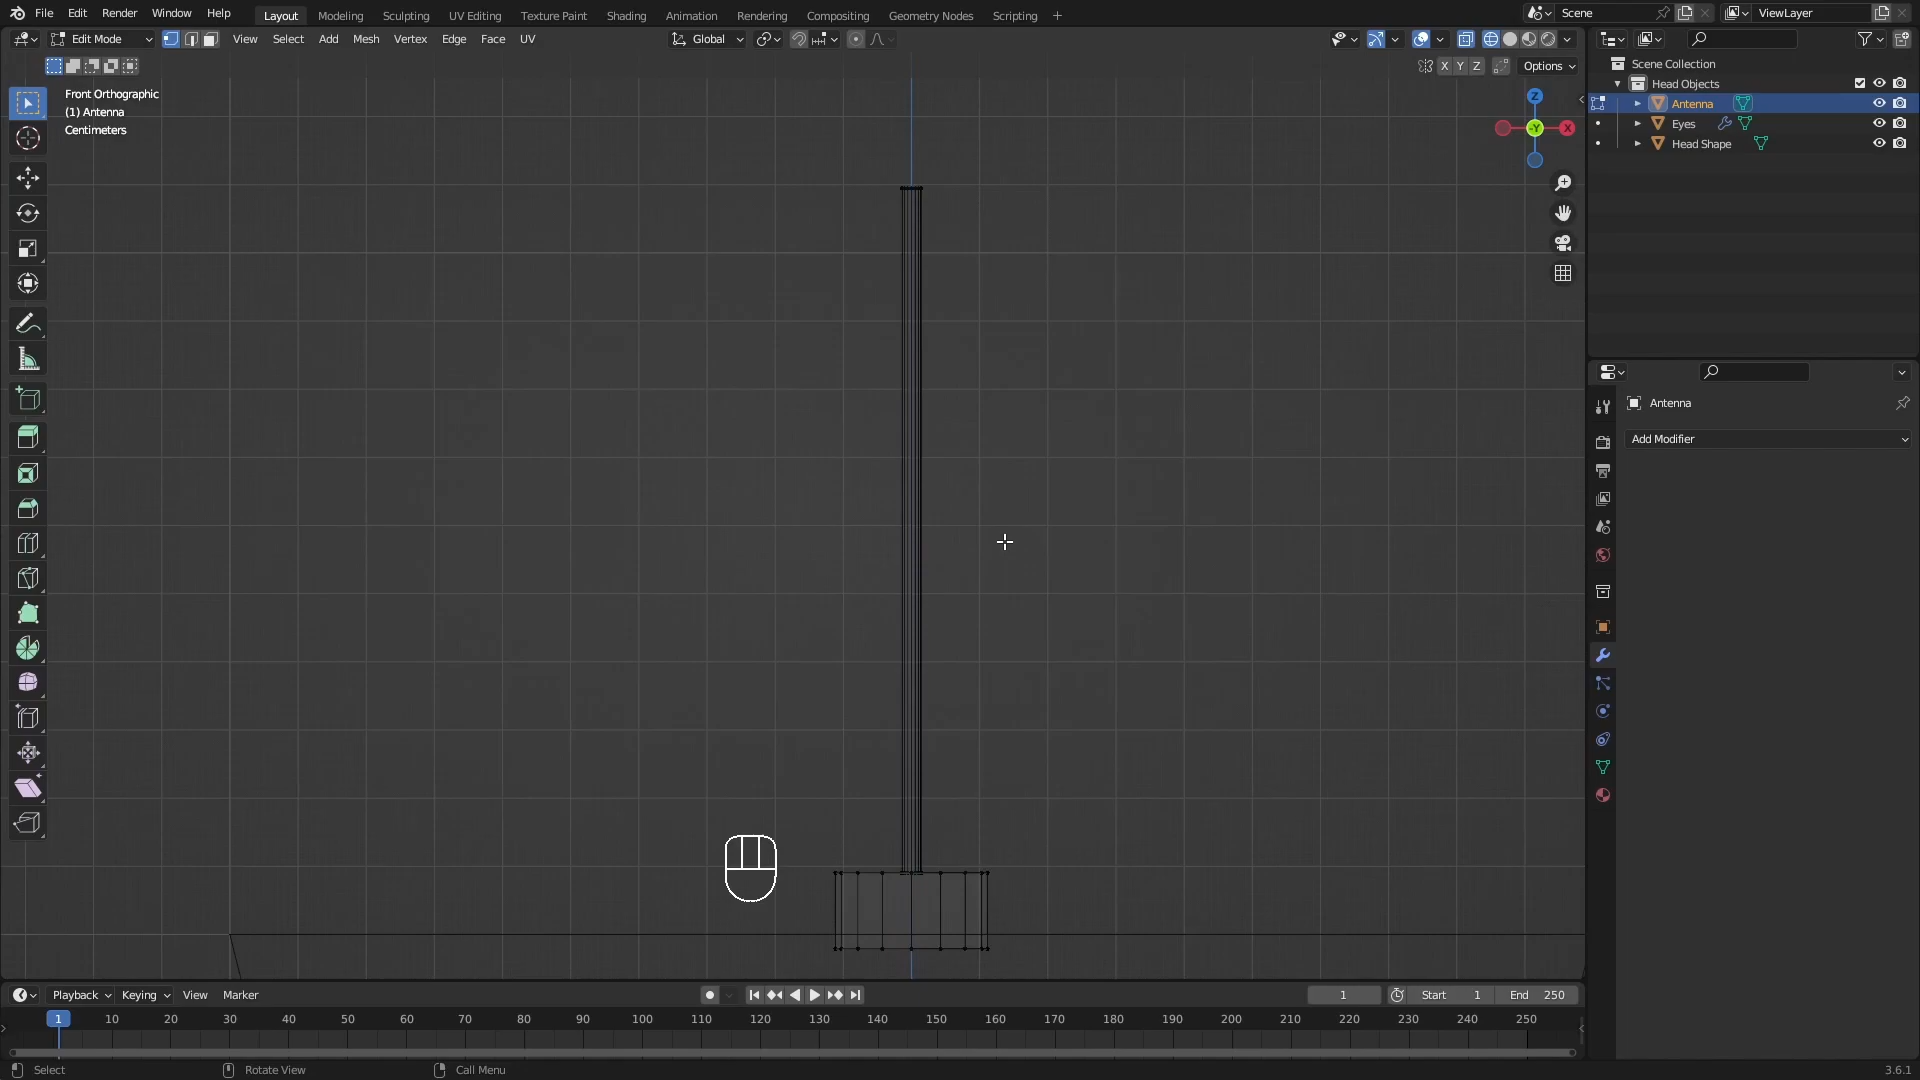 File Edit Render Window Help Layout Modeling Sculpting UV Editing Texture Paint Shading Animation Rendering Compositing Geometry Nodes Scripting Scene ViewLayer
Edit Mode View Select Add Mesh Vertex Edge Face UV Global
X Y Z Options
Front Orthographic
(1) Antenna
Centimeters
Z
-Y X
Scene Collection
Head Objects
Antenna
Eyes
Head Shape
Antenna
Add Modifier
Playback Keying View Marker 1 Start 1 End 250
1 10 20 30 40 50 60 70 80 90 100 110 120 130 140 150 160 170 180 190 200 210 220 230 240 250
Select Rotate View Call Menu 3.6.1